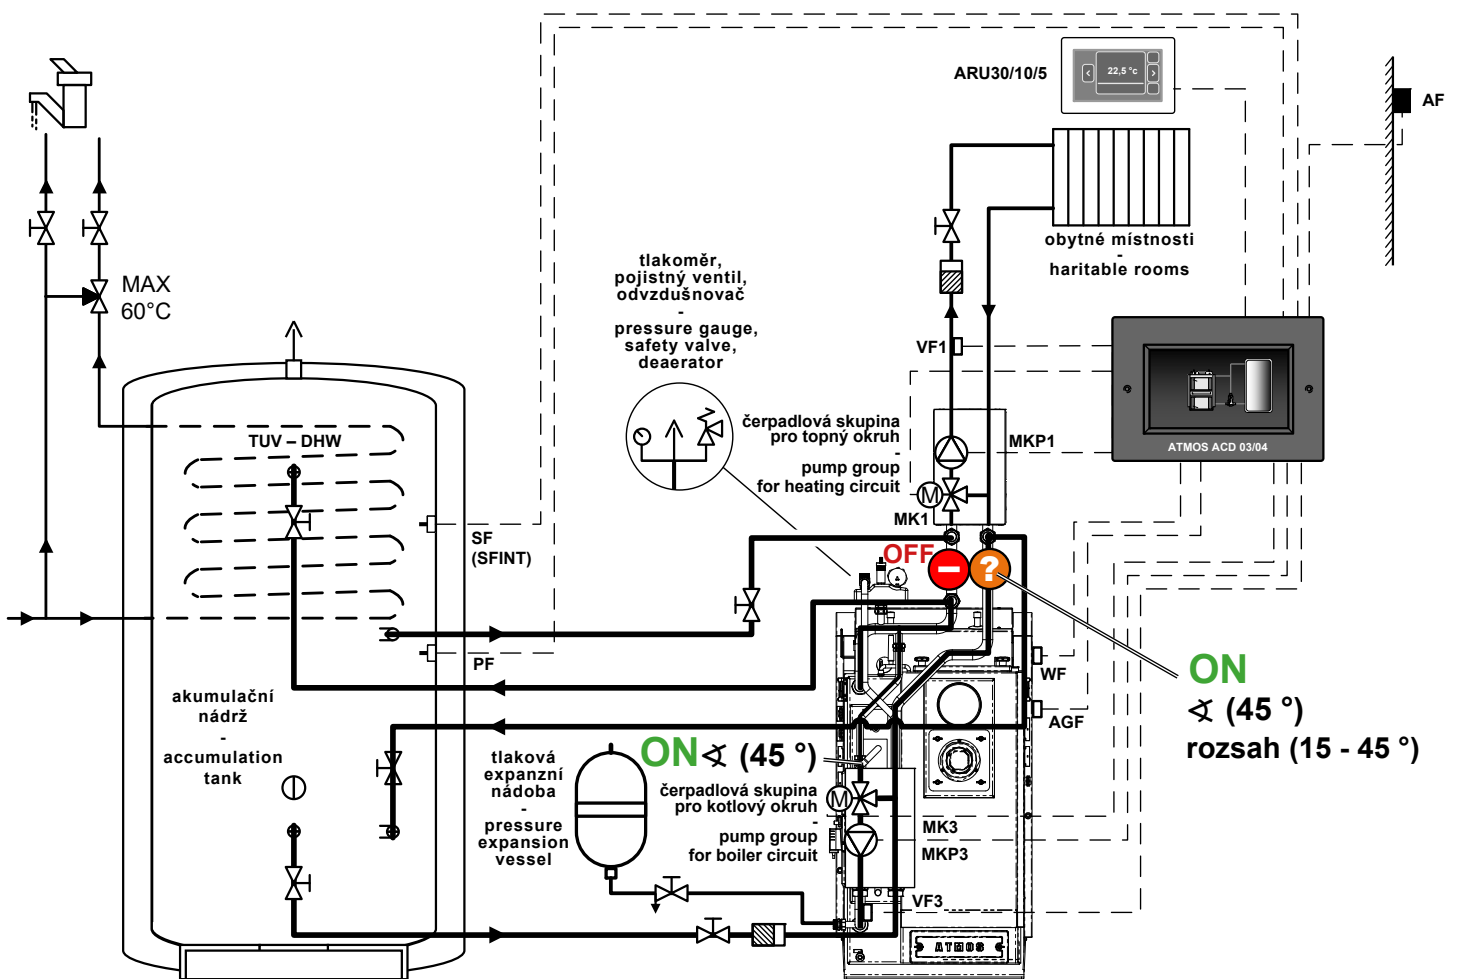 ARU30/10/5
22,5 °c
AF
obytné místnosti
-
haritable rooms
MAX
60°C
tlakoměr,
pojistný ventil,
odvzdušnovač
-
pressure gauge,
safety valve,
deaerator
VF1
čerpadlová skupina
pro topný okruh
-
pump group
for heating circuit
MKP1
M
MK1
ATMOS ACD 03/04
TUV – DHW
SF
(SFINT)
PF
OFF
?
WF
AGF
ON
∢ (45 °)
rozsah (15 - 45 °)
akumulační
nádrž
-
accumulation
tank
tlaková
expanzní
nádoba
-
pressure
expansion
vessel
ON ∢ (45 °)
čerpadlová skupina
pro kotlový okruh
-
pump group
for boiler circuit
M
MK3
MKP3
VF3
ATMOS